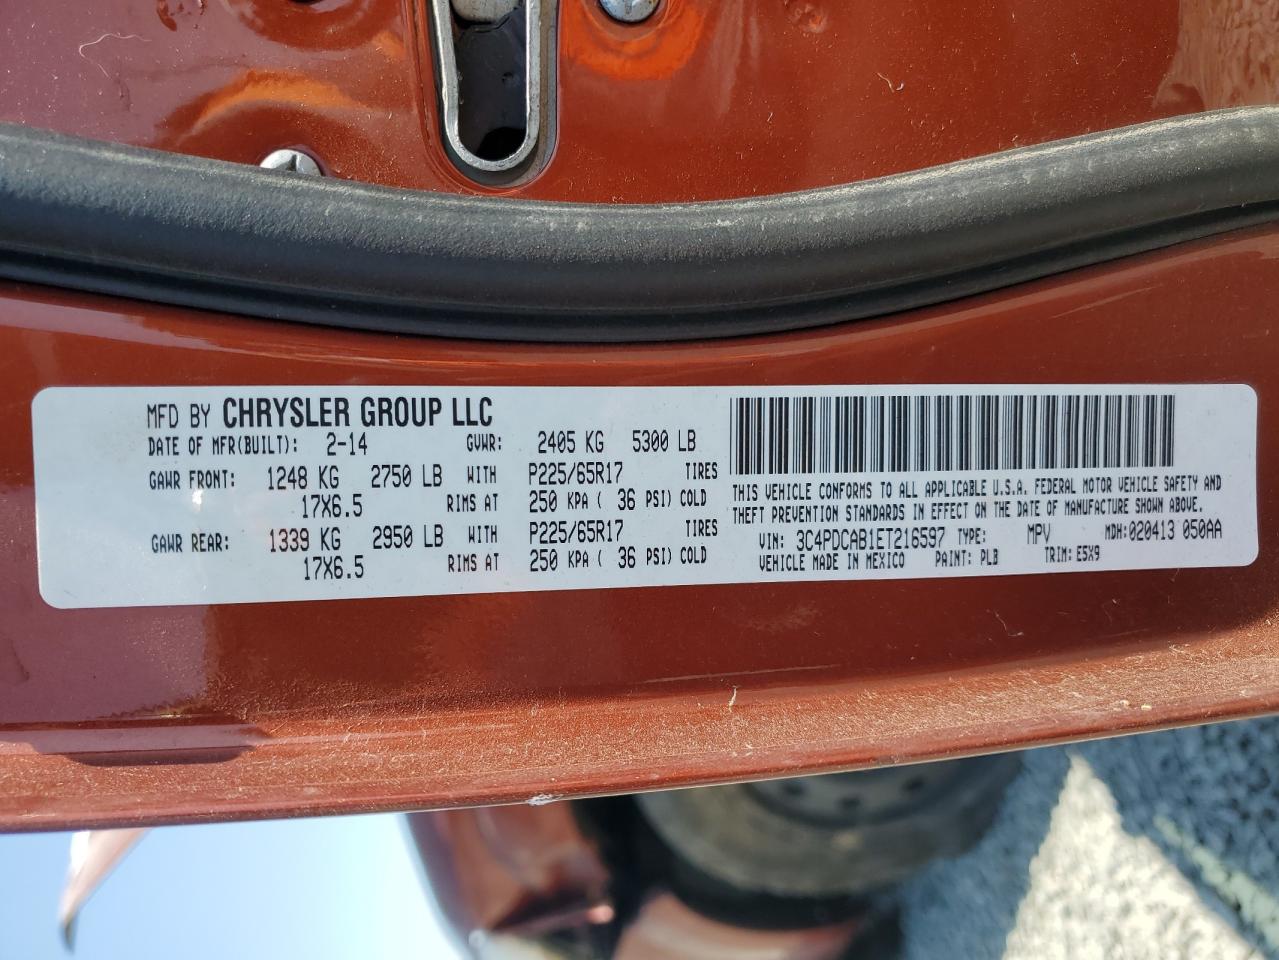 MFD BY CHRYSLER GROUP LLC
DATE OF MFR(BUILT): 2-14 GVWR: 2405 KG 5300 LB
GAWR FRONT: 1248 KG 2750 LB WITH P225/65R17 TIRES
17X6.5 RIMS AT 250 KPA ( 36 PSI) COLD
GAWR REAR: 1339 KG 2950 LB WITH P225/65R17 TIRES
17X6.5 RIMS AT 250 KPA ( 36 PSI) COLD
THIS VEHICLE CONFORMS TO ALL APPLICABLE U.S.A. FEDERAL MOTOR VEHICLE SAFETY AND
THEFT PREVENTION STANDARDS IN EFFECT ON THE DATE OF MANUFACTURE SHOWN ABOVE.
VIN: 3C4PDCAB1ET216597 TYPE: MPV MDH:020413 050AA
VEHICLE MADE IN MEXICO PAINT: PLB TRIM: E5X9